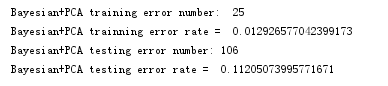 Bayesian+PCA training error number:  25
Bayesian+PCA trainning error rate =  0.012926577042399173
Bayesian+PCA testing error number: 106
Bayesian+PCA testing error rate =  0.11205073995771671